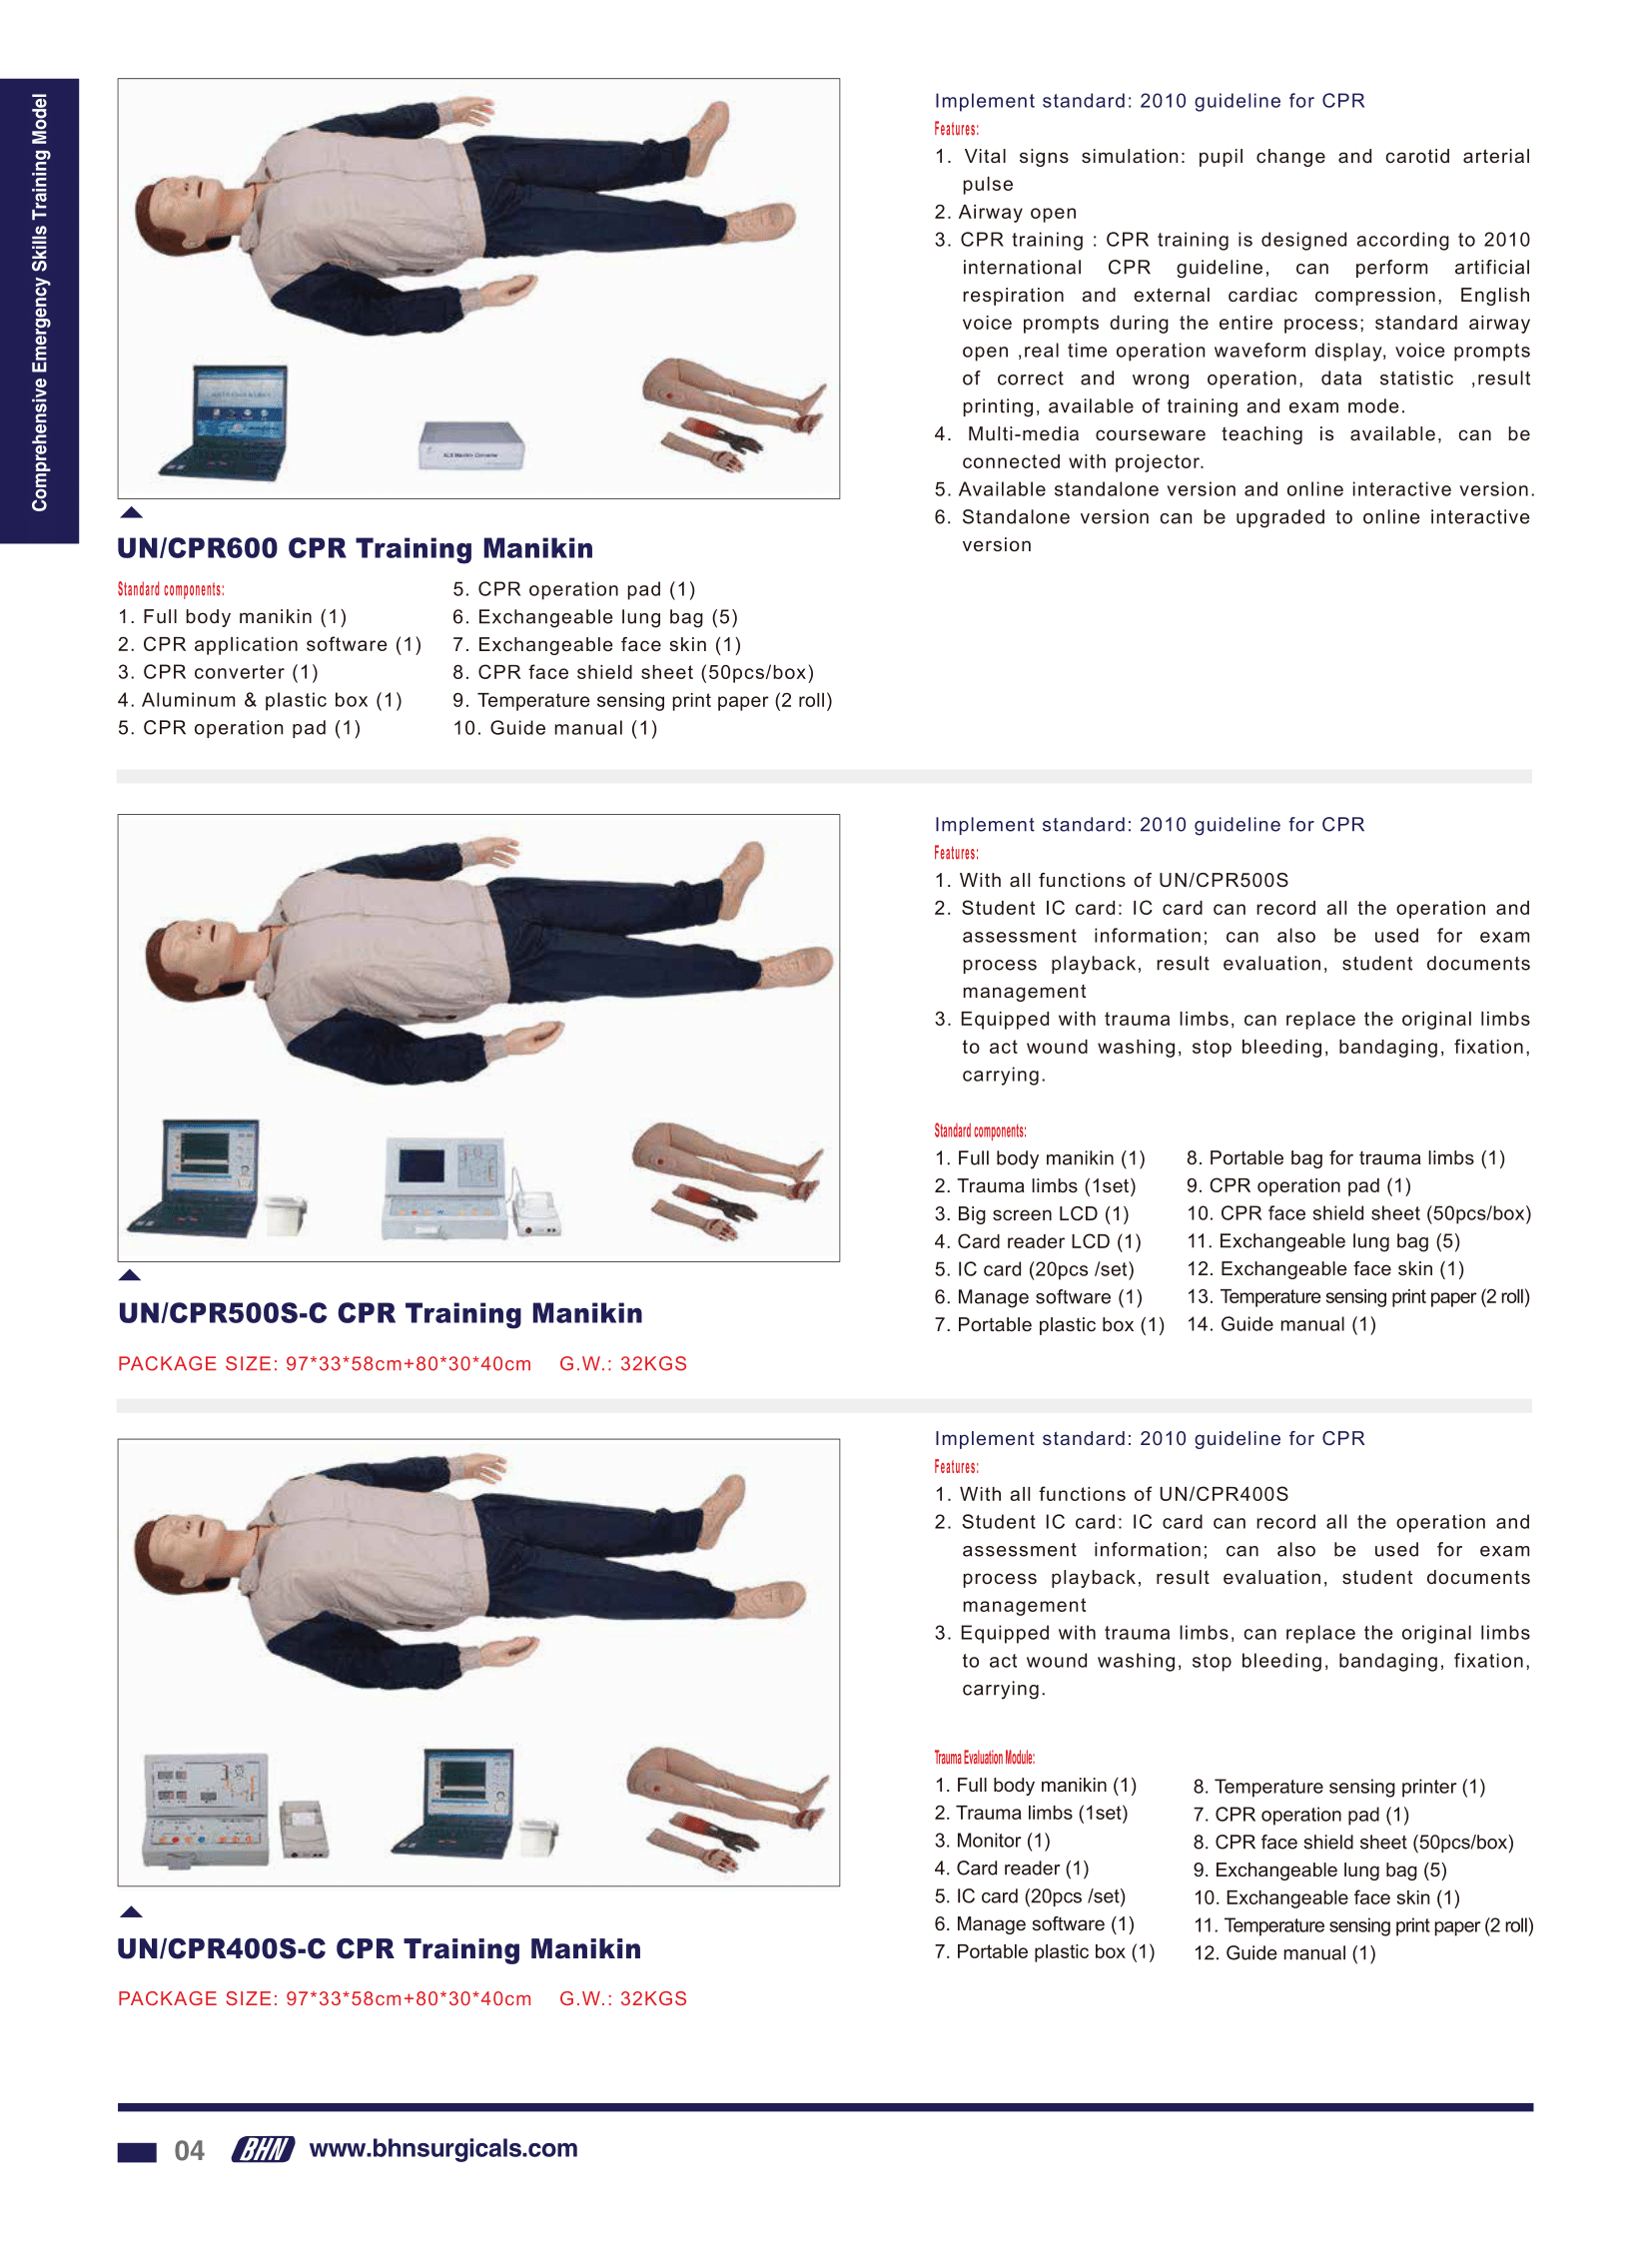 Comprehensive Emergency Skills Training Model
ALS Manikin Converter
UN/CPR600 CPR Training Manikin
Standard components:
1. Full body manikin (1)
2. CPR application software (1)
3. CPR converter (1)
4. Aluminum & plastic box (1)
5. CPR operation pad (1)
5. CPR operation pad (1)
6. Exchangeable lung bag (5)
7. Exchangeable face skin (1)
8. CPR face shield sheet (50pcs/box)
9. Temperature sensing print paper (2 roll)
10. Guide manual (1)
Implement standard: 2010 guideline for CPR
Features:
1. Vital signs simulation: pupil change and carotid arterial
pulse
2. Airway open
3. CPR training : CPR training is designed according to 2010
international CPR guideline, can perform artificial
respiration and external cardiac compression, English
voice prompts during the entire process; standard airway
open ,real time operation waveform display, voice prompts
of correct and wrong operation, data statistic ,result
printing, available of training and exam mode.
4. Multi-media courseware teaching is available, can be
connected with projector.
5. Available standalone version and online interactive version.
6. Standalone version can be upgraded to online interactive
version
UN/CPR500S-C CPR Training Manikin
PACKAGE SIZE: 97*33*58cm+80*30*40cm G.W.: 32KGS
Implement standard: 2010 guideline for CPR
Features:
1. With all functions of UN/CPR500S
2. Student IC card: IC card can record all the operation and
assessment information; can also be used for exam
process playback, result evaluation, student documents
management
3. Equipped with trauma limbs, can replace the original limbs
to act wound washing, stop bleeding, bandaging, fixation,
carrying.
Standard components:
1. Full body manikin (1)
2. Trauma limbs (1set)
3. Big screen LCD (1)
4. Card reader LCD (1)
5. IC card (20pcs /set)
6. Manage software (1)
7. Portable plastic box (1)
8. Portable bag for trauma limbs (1)
9. CPR operation pad (1)
10. CPR face shield sheet (50pcs/box)
11. Exchangeable lung bag (5)
12. Exchangeable face skin (1)
13. Temperature sensing print paper (2 roll)
14. Guide manual (1)
UN/CPR400S-C CPR Training Manikin
PACKAGE SIZE: 97*33*58cm+80*30*40cm G.W.: 32KGS
Implement standard: 2010 guideline for CPR
Features:
1. With all functions of UN/CPR400S
2. Student IC card: IC card can record all the operation and
assessment information; can also be used for exam
process playback, result evaluation, student documents
management
3. Equipped with trauma limbs, can replace the original limbs
to act wound washing, stop bleeding, bandaging, fixation,
carrying.
Trauma Evaluation Module:
1. Full body manikin (1)
2. Trauma limbs (1set)
3. Monitor (1)
4. Card reader (1)
5. IC card (20pcs /set)
6. Manage software (1)
7. Portable plastic box (1)
8. Temperature sensing printer (1)
7. CPR operation pad (1)
8. CPR face shield sheet (50pcs/box)
9. Exchangeable lung bag (5)
10. Exchangeable face skin (1)
11. Temperature sensing print paper (2 roll)
12. Guide manual (1)
04 BHN www.bhnsurgicals.com